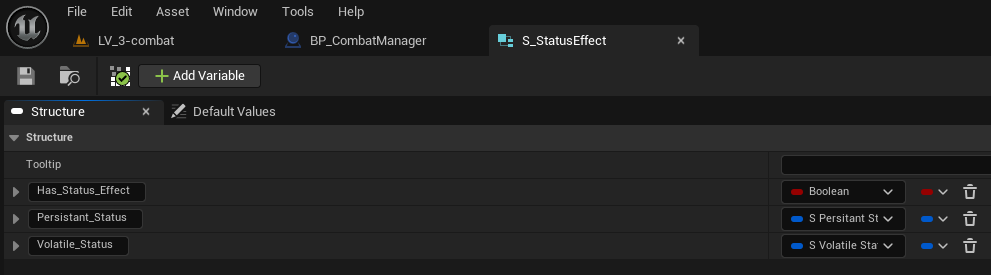 File Edit Asset Window Tools Help
LV_3-combat BP_CombatManager S_StatusEffect
Add Variable
Structure Default Values
Structure
Tooltip
Has_Status_Effect Boolean
Persistant_Status S Persitant St
Volatile_Status S Volatile Sta